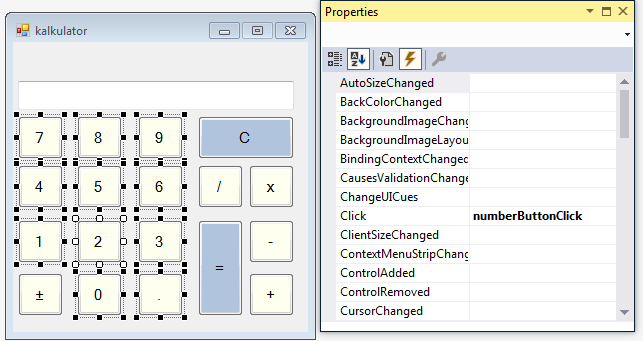 kalkulator
7 8 9 C
4 5 6 / x
1 2 3 = -
± 0 . +
Properties
A Z
AutoSizeChanged
BackColorChanged
BackgroundImageChang
BackgroundImageLayou
BindingContextChanged
CausesValidationChange
ChangeUICues
Click numberButtonClick
ClientSizeChanged
ContextMenuStripChang
ControlAdded
ControlRemoved
CursorChanged